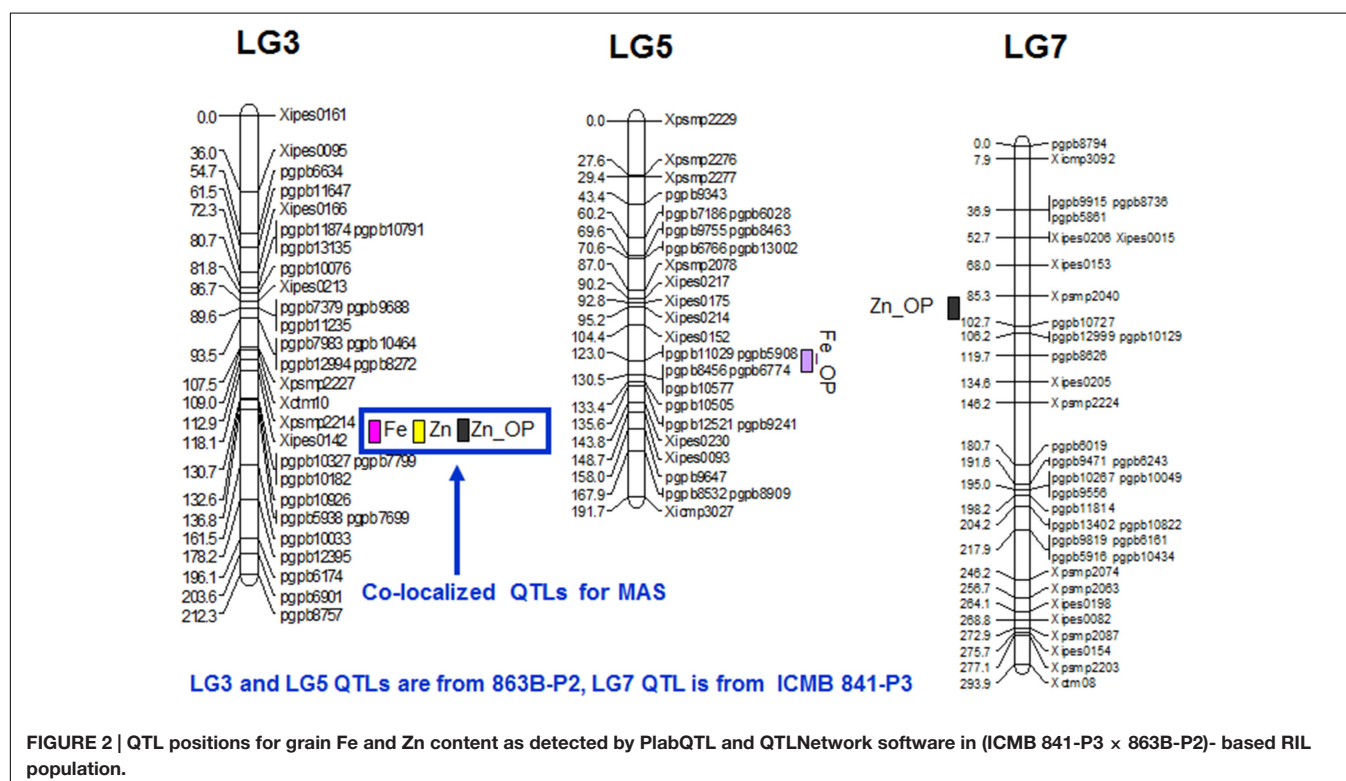 LG3
0.0 Xipes0161
36.0 Xipes0095
54.7 pgpb6634
61.5 pgpb11647
72.3 Xipes0166
80.7 pgpb11874 pgpb10791
pgpb13135
81.8 pgpb10076
86.7 Xipes0213
89.6 pgpb7379 pgpb9688
pgpb11235
93.5 pgpb7983 pgpb10464
pgpb12994 pgpb8272
107.5 Xpsmp2227
109.0 Xctm10
112.9 Xpsmp2214
118.1 Xipes0142
130.7 pgpb10327 pgpb7799
pgpb10182
132.6 pgpb10926
136.8 pgpb5938 pgpb7699
161.5 pgpb10033
178.2 pgpb12395
196.1 pgpb6174
203.6 pgpb6901
212.3 pgpb8757
Fe Zn Zn_OP
Co-localized QTLs for MAS
LG5
0.0 Xpsmp2229
27.6 Xpsmp2276
29.4 Xpsmp2277
43.4 pgpb9343
60.2 pgpb7186 pgpb6028
69.6 pgpb9755 pgpb8463
70.6 pgpb6766 pgpb13002
87.0 Xpsmp2078
90.2 Xipes0217
92.8 Xipes0175
95.2 Xipes0214
104.4 Xipes0152
123.0 pgpb11029 pgpb5908
130.5 pgpb8456 pgpb6774
pgpb10577
133.4 pgpb10505
135.6 pgpb12521 pgpb9241
143.8 Xipes0230
148.7 Xipes0093
158.0 pgpb9647
167.9 pgpb8532 pgpb8909
191.7 Xicmp3027
Fe_OP
LG7
0.0 pgpb8794
7.9 Xicmp3092
36.9 pgpb9915 pgpb8736
pgpb5861
52.7 Xipes0206 Xipes0015
68.0 Xipes0153
85.3 Xpsmp2040
Zn_OP
102.7 pgpb10727
106.2 pgpb12999 pgpb10129
119.7 pgpb8626
134.6 Xipes0205
146.2 Xpsmp2224
180.7 pgpb6019
191.6 pgpb9471 pgpb6243
195.0 pgpb10267 pgpb10049
pgpb9556
198.2 pgpb11814
204.2 pgpb13402 pgpb10822
217.9 pgpb9819 pgpb6161
pgpb5916 pgpb10434
246.2 Xpsmp2074
256.7 Xpsmp2063
264.1 Xipes0198
268.8 Xipes0082
272.9 Xpsmp2087
275.7 Xipes0154
277.1 Xpsmp2203
293.9 Xctm08
LG3 and LG5 QTLs are from 863B-P2, LG7 QTL is from ICMB 841-P3
FIGURE 2 | QTL positions for grain Fe and Zn content as detected by PlabQTL and QTLNetwork software in (ICMB 841-P3 × 863B-P2)- based RIL
population.